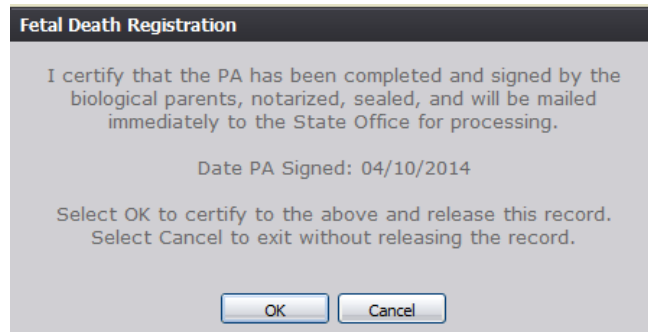 Fetal Death Registration
I certify that the PA has been completed and signed by the
biological parents, notarized, sealed, and will be mailed
immediately to the State Office for processing.
Date PA Signed: 04/10/2014
Select OK to certify to the above and release this record.
Select Cancel to exit without releasing the record.
OK Cancel